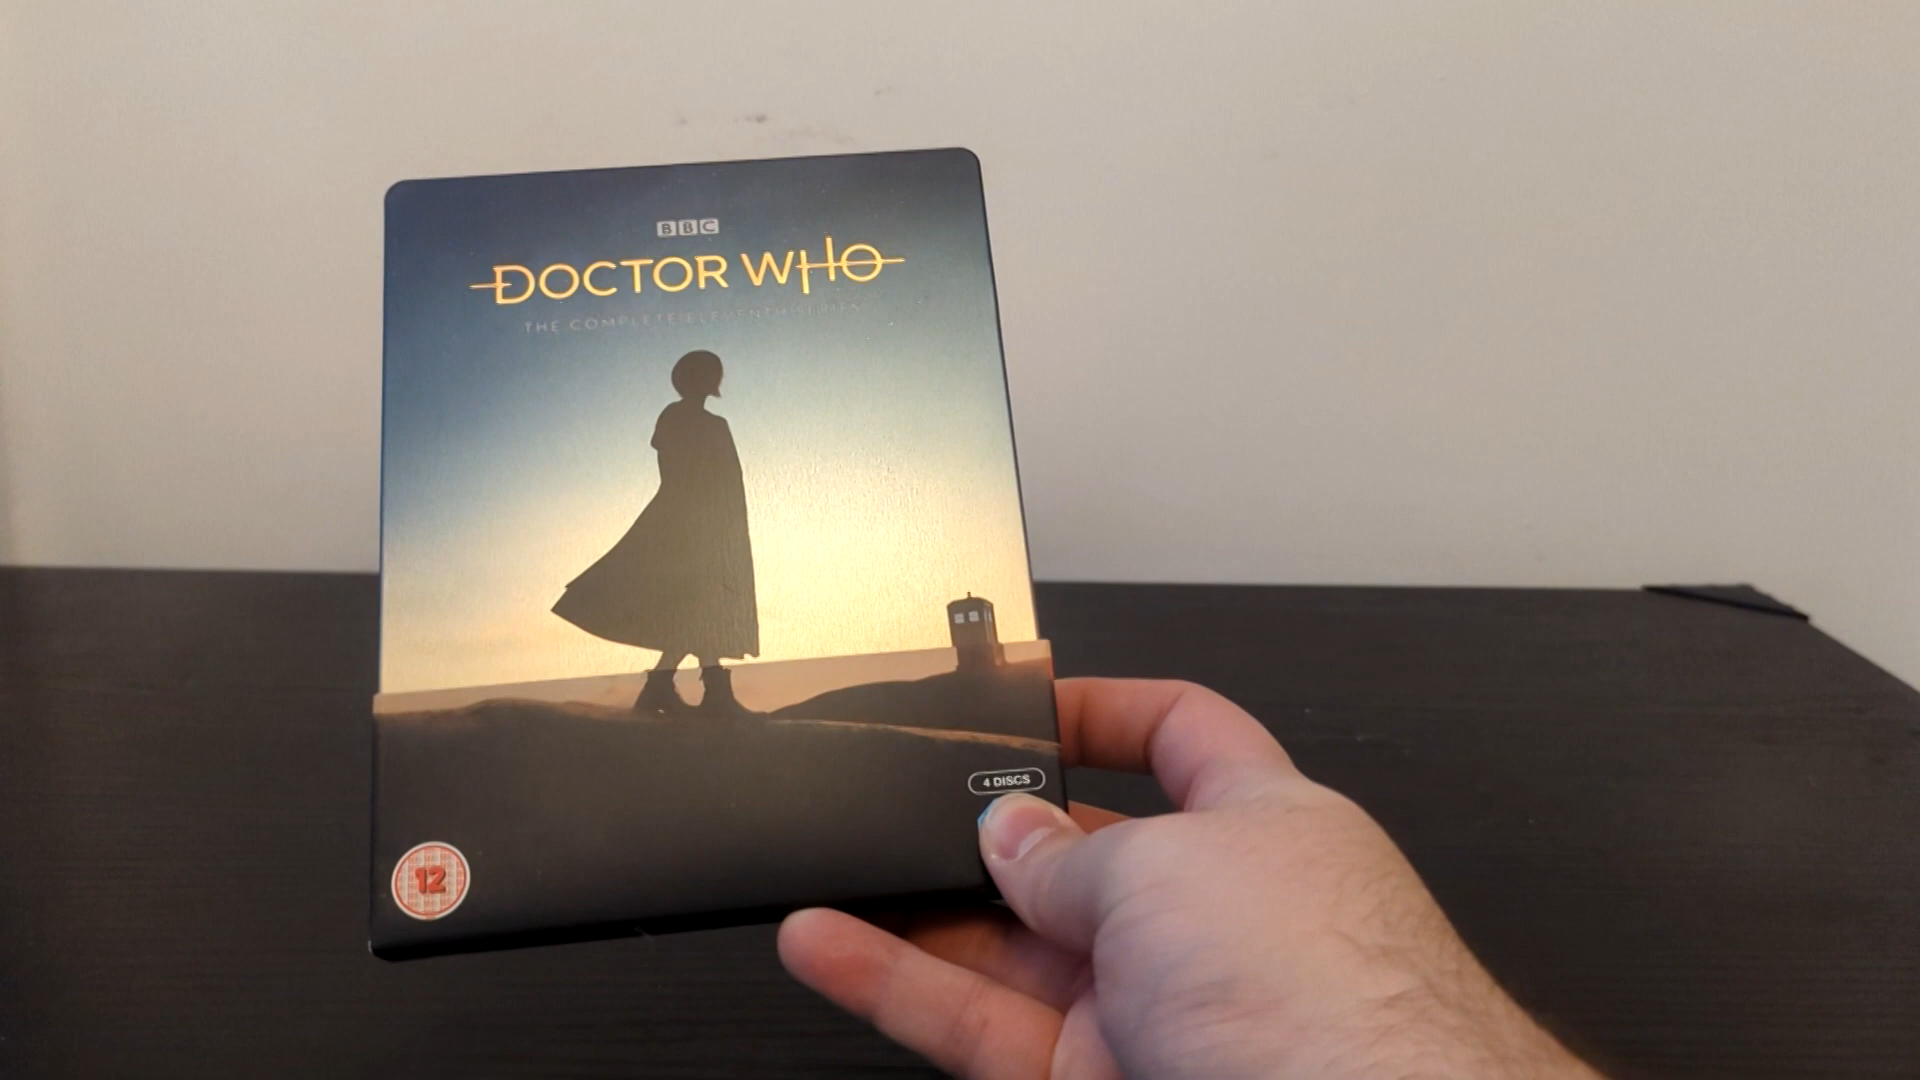 BBC
DOCTOR WHO
THE COMPLETE ELEVENTH SERIES
4 DISCS
12